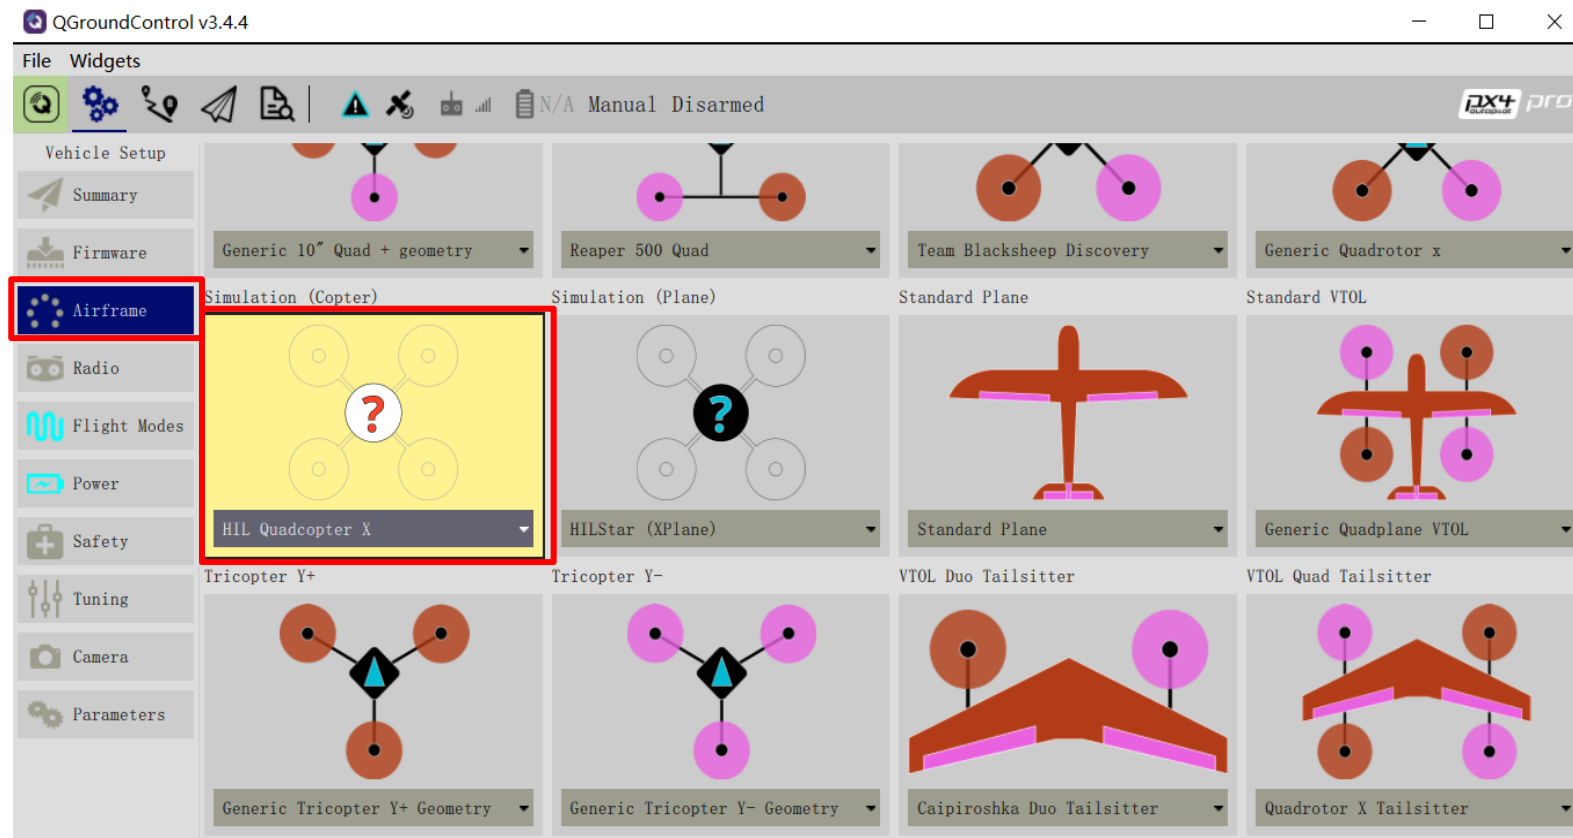 QGroundControl v3.4.4
File Widgets
N/A Manual Disarmed
px4 autopilot pro
Vehicle Setup
Summary
Firmware
Airframe
Radio
Flight Modes
Power
Safety
Tuning
Camera
Parameters
Generic 10″ Quad + geometry
Reaper 500 Quad
Team Blacksheep Discovery
Generic Quadrotor x
Simulation (Copter)
Simulation (Plane)
Standard Plane
Standard VTOL
?
?
HIL Quadcopter X
HILStar (XPlane)
Standard Plane
Generic Quadplane VTOL
Tricopter Y+
Tricopter Y-
VTOL Duo Tailsitter
VTOL Quad Tailsitter
Generic Tricopter Y+ Geometry
Generic Tricopter Y- Geometry
Caipiroshka Duo Tailsitter
Quadrotor X Tailsitter